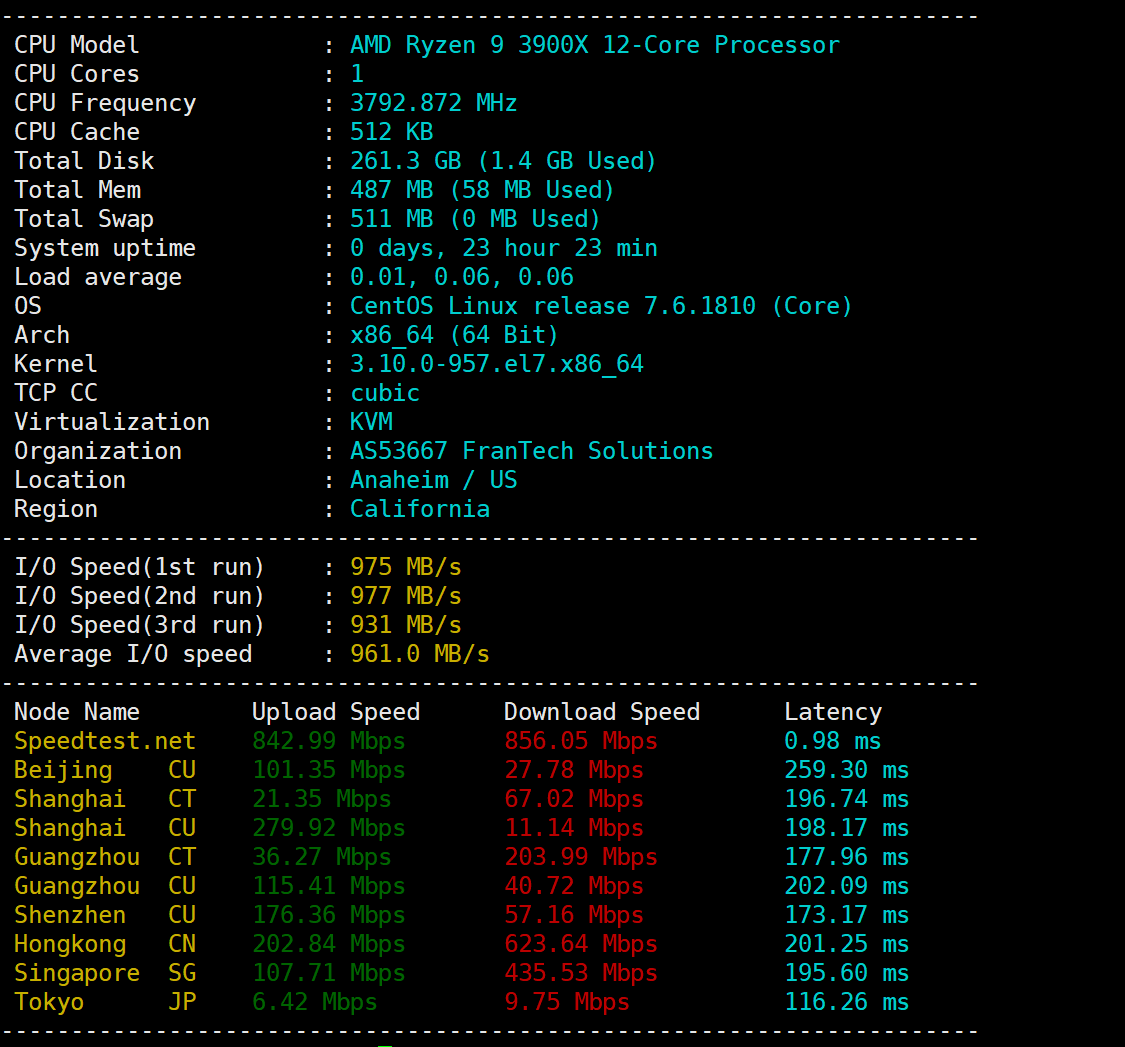 ----------------------------------------------------------------------
CPU Model             : AMD Ryzen 9 3900X 12-Core Processor
CPU Cores             : 1
CPU Frequency         : 3792.872 MHz
CPU Cache             : 512 KB
Total Disk            : 261.3 GB (1.4 GB Used)
Total Mem             : 487 MB (58 MB Used)
Total Swap            : 511 MB (0 MB Used)
System uptime         : 0 days, 23 hour 23 min
Load average          : 0.01, 0.06, 0.06
OS                    : CentOS Linux release 7.6.1810 (Core)
Arch                  : x86_64 (64 Bit)
Kernel                : 3.10.0-957.el7.x86_64
TCP CC                : cubic
Virtualization        : KVM
Organization          : AS53667 FranTech Solutions
Location              : Anaheim / US
Region                : California
----------------------------------------------------------------------
I/O Speed(1st run)    : 975 MB/s
I/O Speed(2nd run)    : 977 MB/s
I/O Speed(3rd run)    : 931 MB/s
Average I/O speed     : 961.0 MB/s
----------------------------------------------------------------------
Node Name        Upload Speed      Download Speed      Latency
Speedtest.net    842.99 Mbps       856.05 Mbps         0.98 ms
Beijing    CU    101.35 Mbps       27.78 Mbps          259.30 ms
Shanghai   CT    21.35 Mbps        67.02 Mbps          196.74 ms
Shanghai   CU    279.92 Mbps       11.14 Mbps          198.17 ms
Guangzhou  CT    36.27 Mbps        203.99 Mbps         177.96 ms
Guangzhou  CU    115.41 Mbps       40.72 Mbps          202.09 ms
Shenzhen   CU    176.36 Mbps       57.16 Mbps          173.17 ms
Hongkong   CN    202.84 Mbps       623.64 Mbps         201.25 ms
Singapore  SG    107.71 Mbps       435.53 Mbps         195.60 ms
Tokyo      JP    6.42 Mbps         9.75 Mbps           116.26 ms
----------------------------------------------------------------------